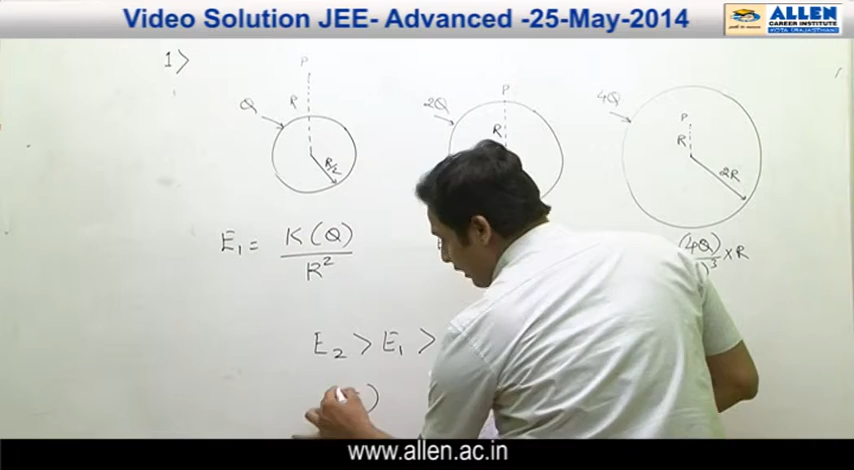 Video Solution JEE- Advanced -25-May-2014
ALLEN
CAREER INSTITUTE
KOTA (RAJASTHAN)
1>
P
R
Q
R/2
P
2Q
R
4Q
P
R
2R
E₁ = K(Q)
R²
(4Q)
)³ × R
E₂ > E₁ >
)
www.allen.ac.in